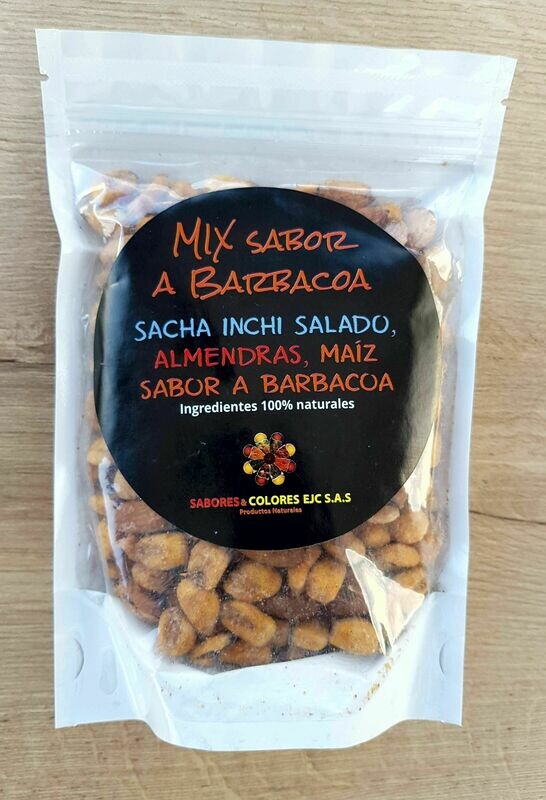 MIX SABOR
A BARBACOA
SACHA INCHI SALADO,
ALMENDRAS, MAÍZ
SABOR A BARBACOA
Ingredientes 100% naturales
SABORES & COLORES EJC S.A.S
Productos Naturales